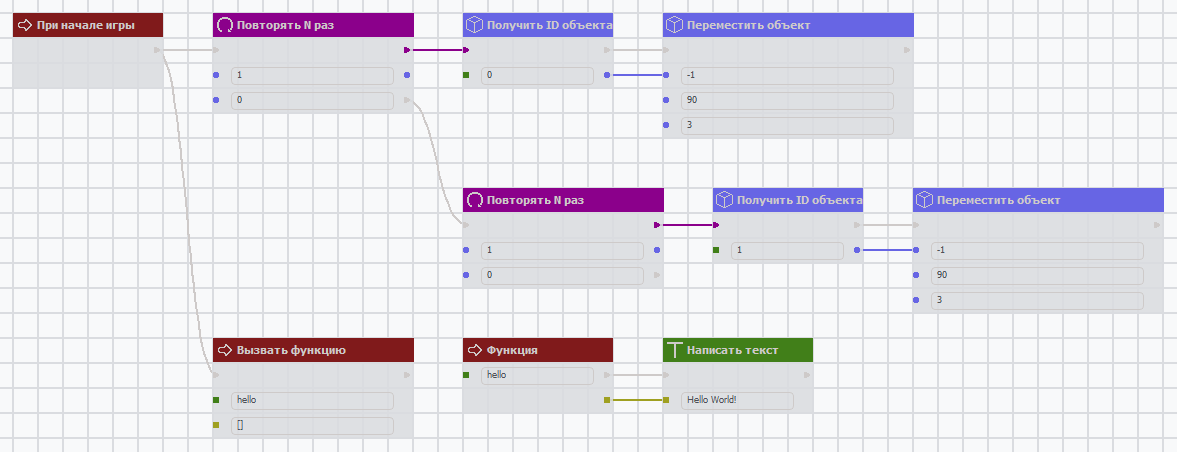 При начале игры
Повторять N раз
1
0
Получить ID объекта
0
Переместить объект
-1
90
3
Повторять N раз
1
0
Получить ID объекта
1
Переместить объект
-1
90
3
Вызвать функцию
hello
[]
Функция
hello
Написать текст
Hello World!